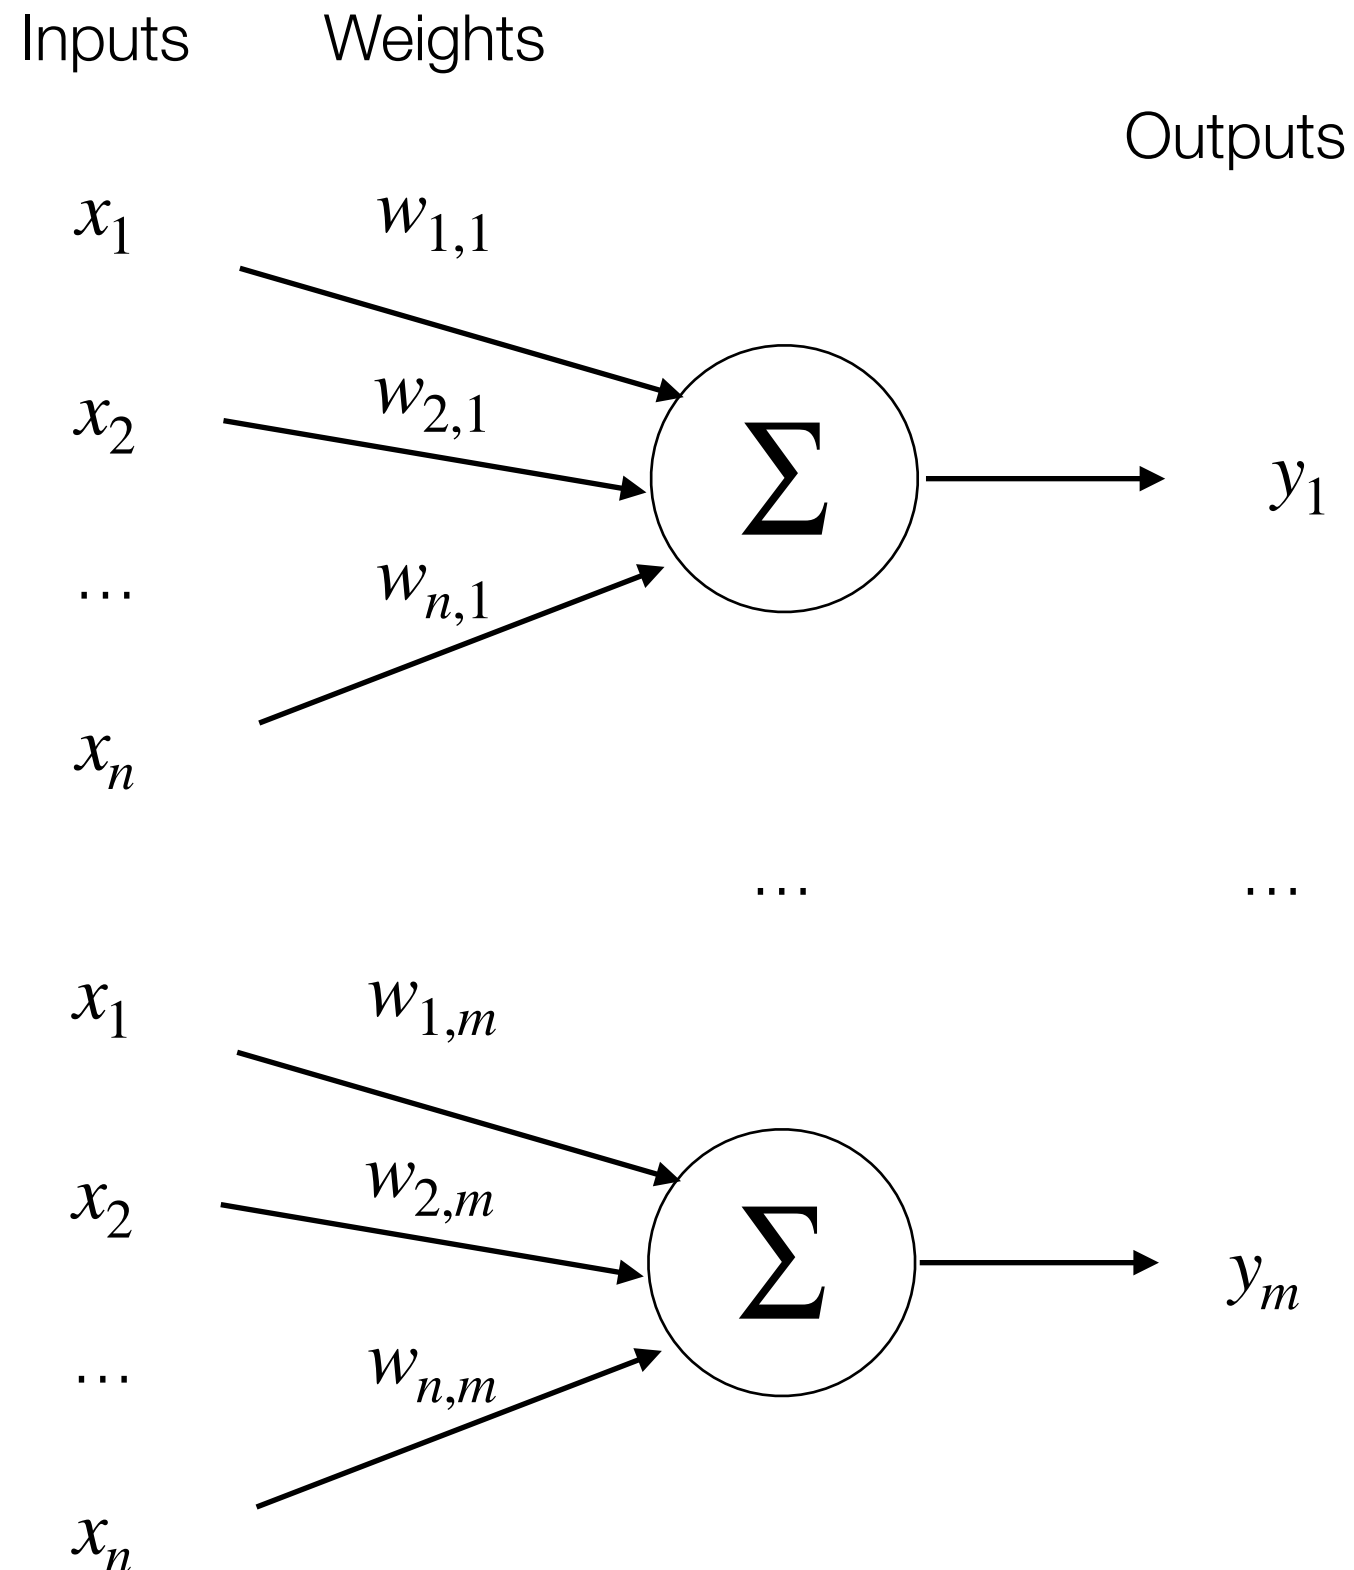 Inputs Weights
Outputs
x₁ w₁,₁
x₂ w₂,₁
Σ y₁
… wₙ,₁
xₙ
… …
x₁ w₁,ₘ
x₂ w₂,ₘ
Σ yₘ
… wₙ,ₘ
xₙ